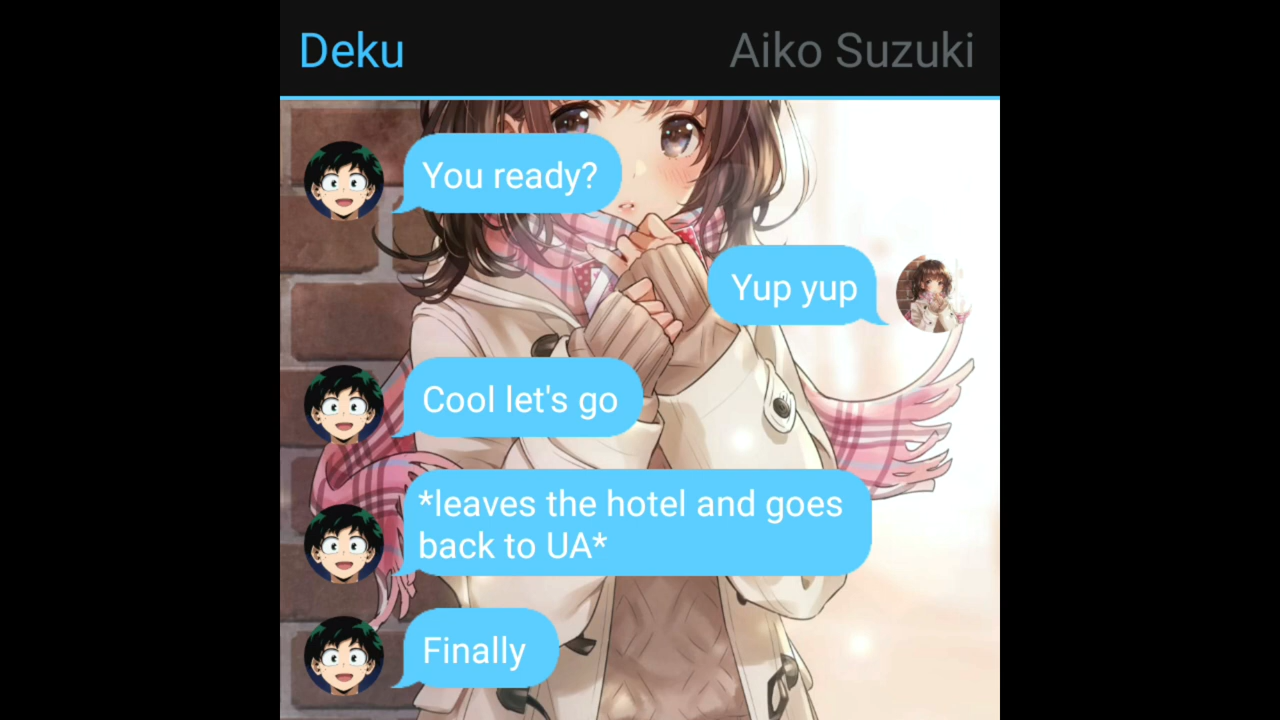 Deku
Aiko Suzuki
You ready?
Yup yup
Cool let's go
*leaves the hotel and goes
back to UA*
Finally